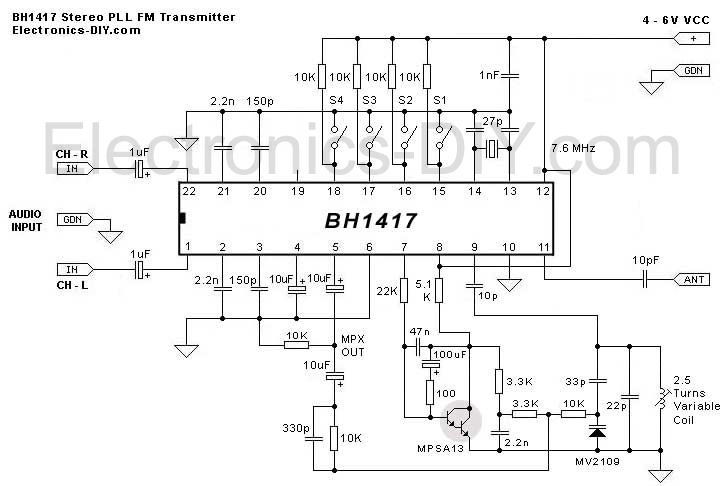 BH1417 Stereo PLL FM Transmitter
Electronics-DIY.com
4 - 6V VCC
+
GDN
10K
10K
10K
10K
1nF
2.2n
150p
S4
S3
S2
S1
27p
Electronics-DIY.com
7.6 MHz
CH - R
IN
1uF
+
22
21
20
19
18
17
16
15
14
13
12
AUDIO
INPUT
GDN
BH1417
1
2
3
4
5
6
7
8
9
10
11
1uF
+
IN
CH - L
2.2n
150p
10uF
+
10uF
+
22K
5.1
K
10p
10pF
ANT
10K
MPX
OUT
47n
100uF
+
10uF
+
100
3.3K
3.3K
10K
33p
22p
2.5
Turns
Variable
Coil
330p
10K
MPSA13
2.2n
MV2109